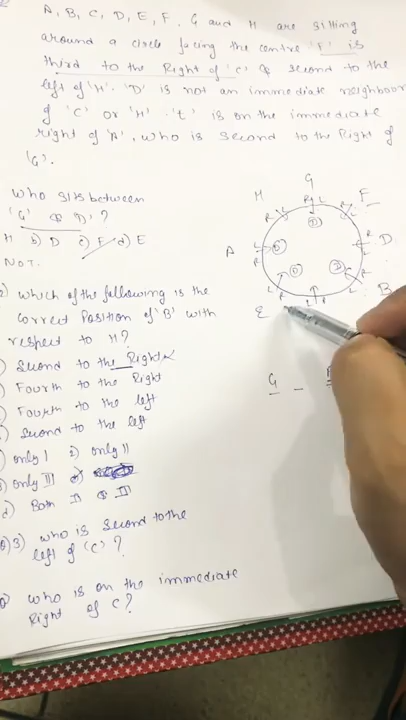 A, B, C, D, E, F, G and H are sitting
around a circle facing the centre 'F' is
third to the Right of 'C' & second to the
left of 'H'. 'D' is not an immediate neighbour
of 'C' or 'H'. 'E' is on the immediate
right of 'A', who is second to the Right of
'G'.
Who sits between
'G' & D'?
H b) D c) F d) E
NOT.
2) which of the following is the
correct Position of 'B' with
respect to H?
Second to the Right
Fourth to the Right
Fourth to the left
Second to the left
only I 2) only II
only III
d) Both II & III
3) who is second to the
left of 'C'?
who is on the immediate
Right of C?
G
H
F
R L
A
D
B
E
G _